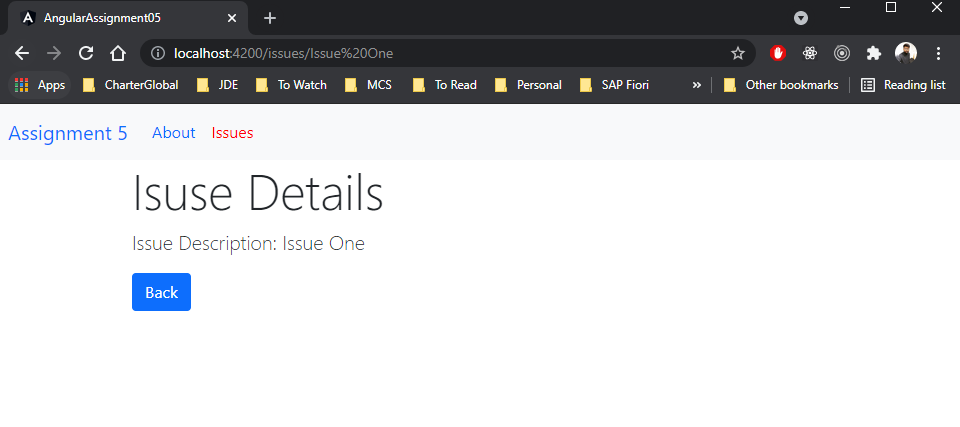 AngularAssignment05
localhost:4200/issues/Issue%20One
Apps CharterGlobal JDE To Watch MCS To Read Personal SAP Fiori » Other bookmarks Reading list
Assignment 5 About Issues
Isuse Details
Issue Description: Issue One
Back